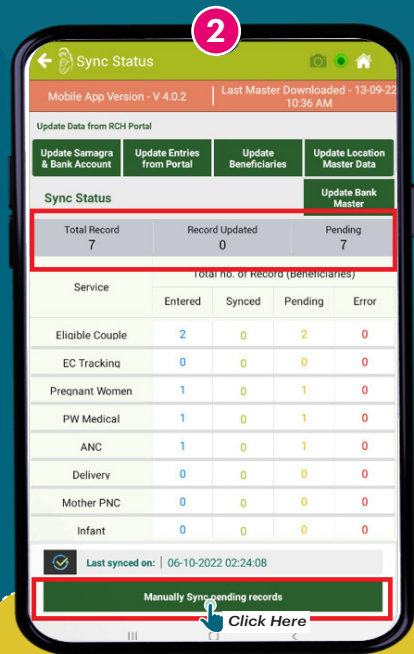 2
Sync Status
Mobile App Version - V 4.0.2
Last Master Downloaded - 13-09-22
10:36 AM
Update Data from RCH Portal
Update Samagra
& Bank Account
Update Entries
from Portal
Update
Beneficiaries
Update Location
Master Data
Sync Status
Update Bank
Master
Total Record Record Updated Pending
7 0 7
Service
Total no. of Record (Beneficiaries)
Entered Synced Pending Error
Eligible Couple 2 0 2 0
EC Tracking 0 0 0 0
Pregnant Women 1 0 1 0
PW Medical 1 0 1 0
ANC 1 0 1 0
Delivery 0 0 0 0
Mother PNC 0 0 0 0
Infant 0 0 0 0
Last synced on: | 06-10-2022 02:24:08
Manually Sync pending records
Click Here